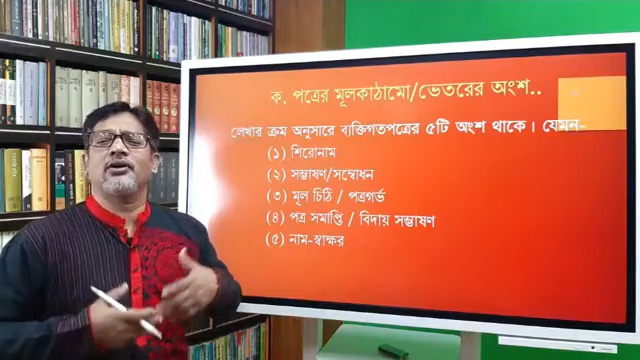 ক. পত্রের মূলকাঠামো/ভেতরের অংশ..
লেখার ক্রম অনুসারে ব্যক্তিগতপত্রের ৫টি অংশ থাকে। যেমন-
(১) শিরোনাম
(২) সম্ভাষণ/সম্বোধন
(৩) মূল চিঠি / পত্রগর্ভ
(৪) পত্র সমাপ্তি / বিদায় সম্ভাষণ
(৫) নাম-স্বাক্ষর